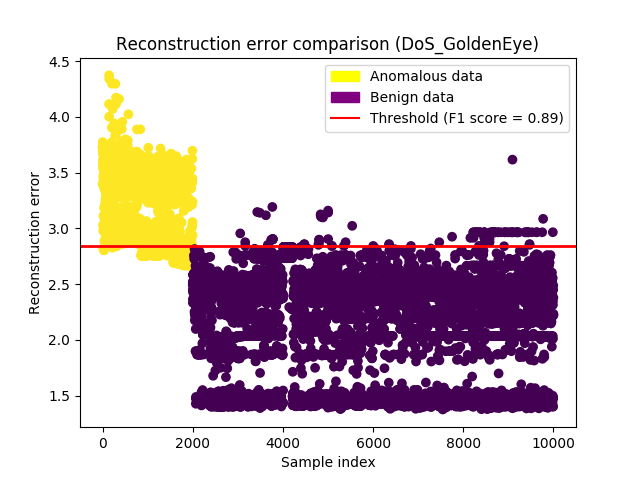 Reconstruction error comparison (DoS_GoldenEye)
Anomalous data
Benign data
Threshold (F1 score = 0.89)
Reconstruction error
4.5
4.0
3.5
3.0
2.5
2.0
1.5
0 2000 4000 6000 8000 10000
Sample index